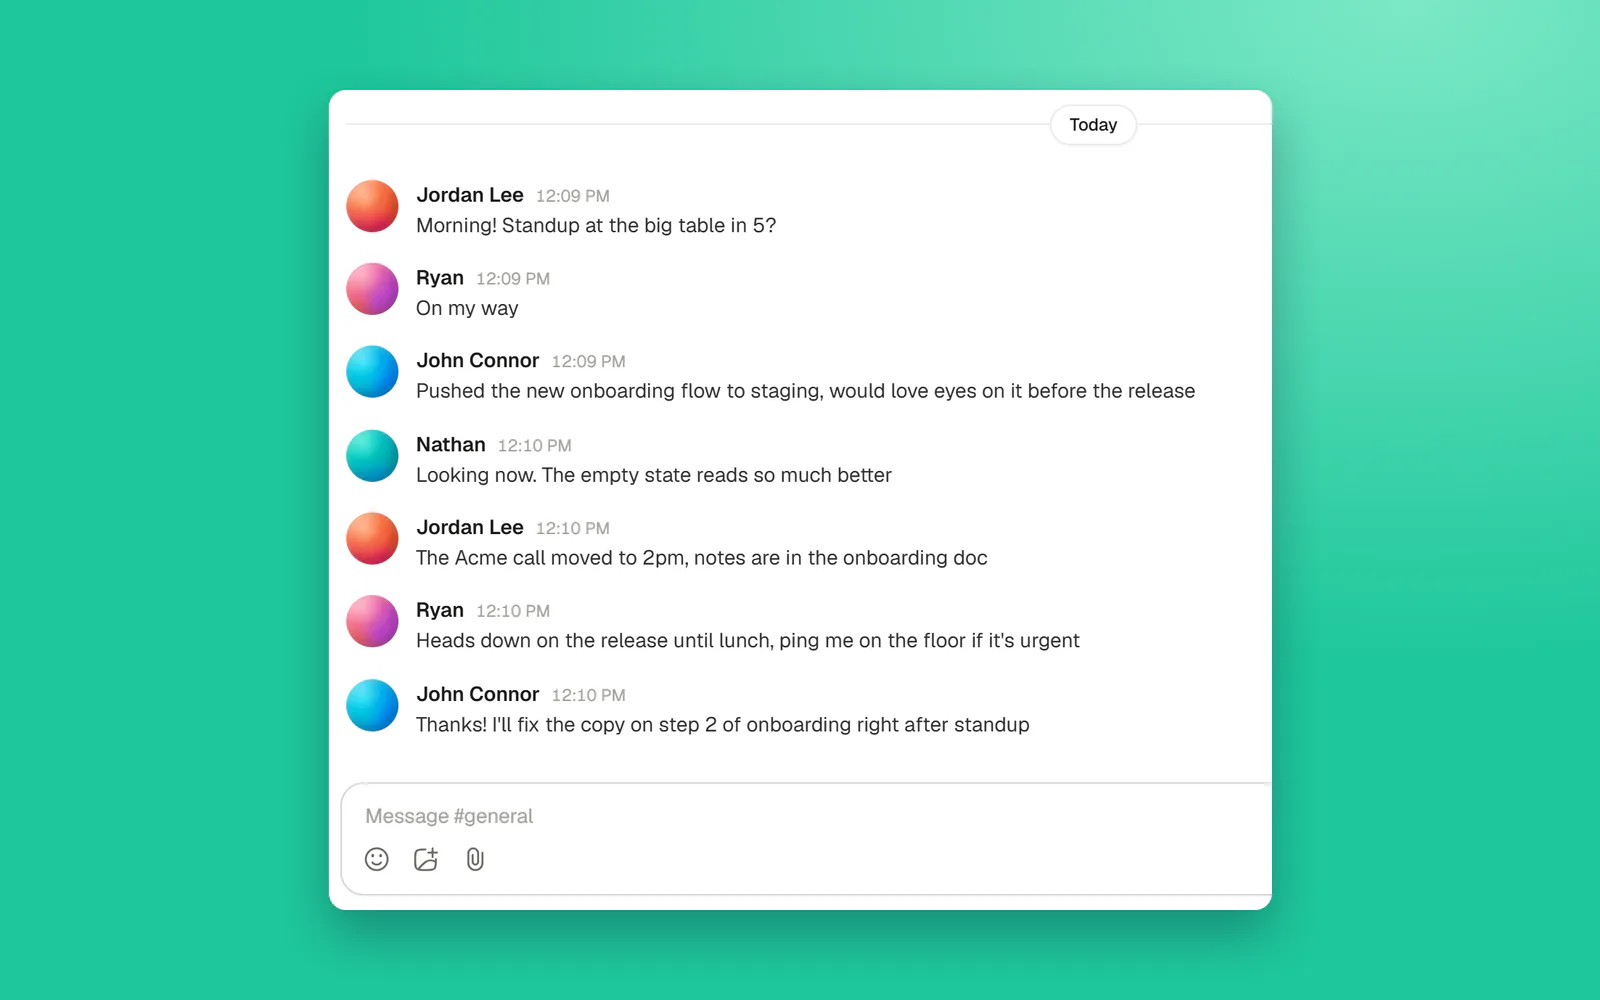 Today
Jordan Lee 12:09 PM
Morning! Standup at the big table in 5?
Ryan 12:09 PM
On my way
John Connor 12:09 PM
Pushed the new onboarding flow to staging, would love eyes on it before the release
Nathan 12:10 PM
Looking now. The empty state reads so much better
Jordan Lee 12:10 PM
The Acme call moved to 2pm, notes are in the onboarding doc
Ryan 12:10 PM
Heads down on the release until lunch, ping me on the floor if it's urgent
John Connor 12:10 PM
Thanks! I'll fix the copy on step 2 of onboarding right after standup
Message #general